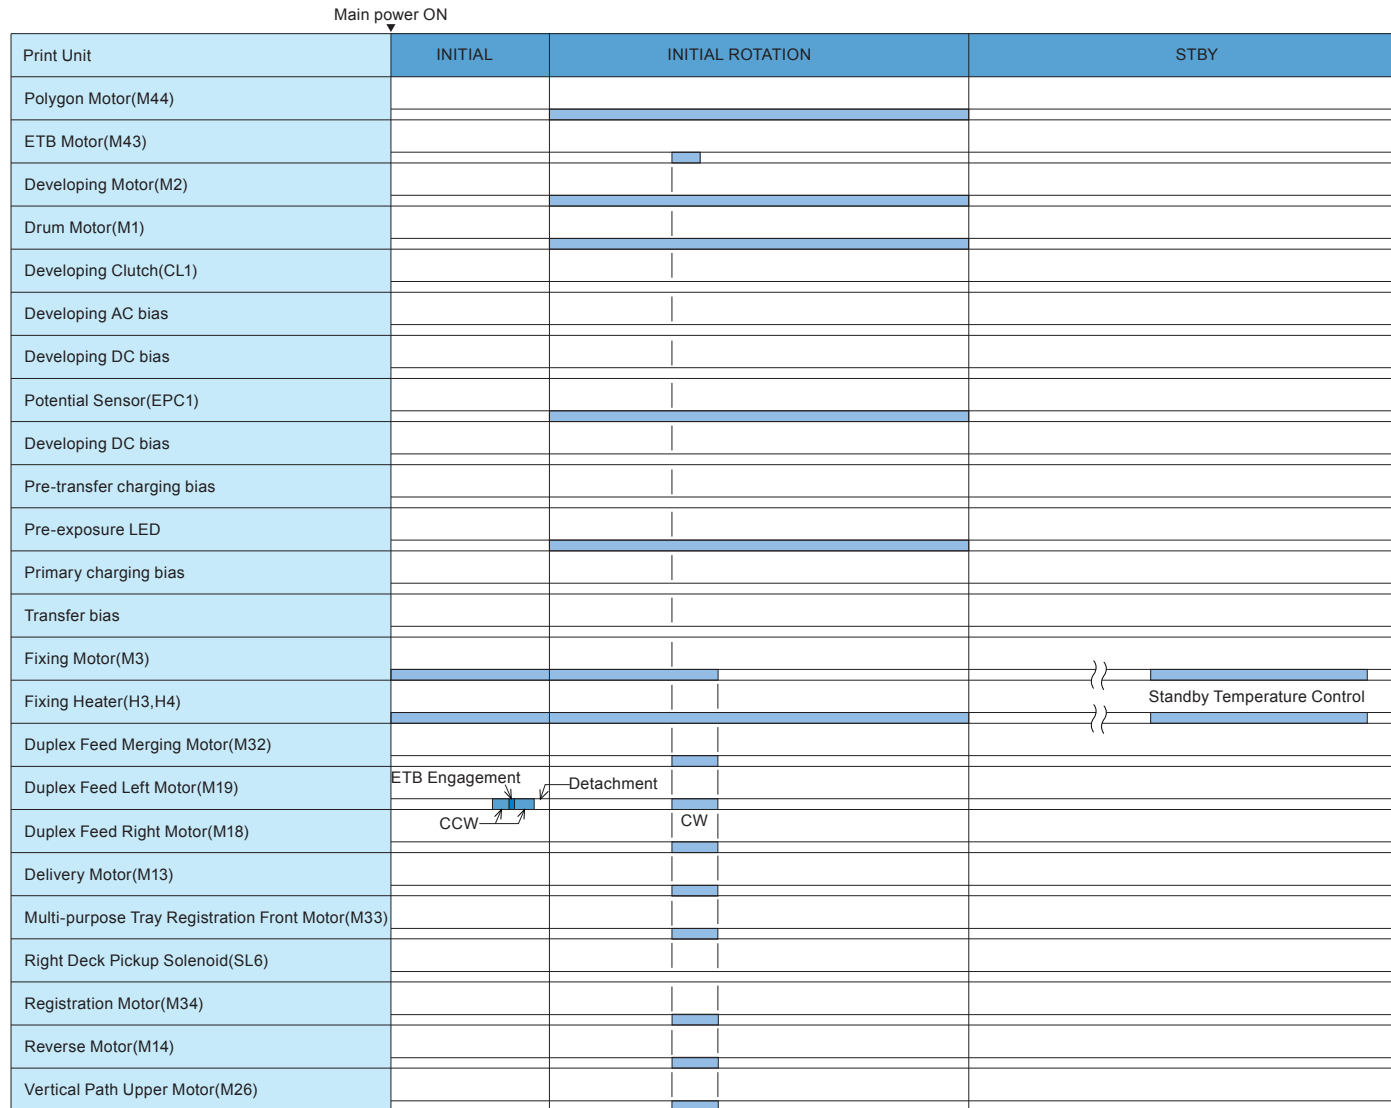 Main power ON
Print Unit INITIAL INITIAL ROTATION STBY
Polygon Motor(M44)
ETB Motor(M43)
Developing Motor(M2)
Drum Motor(M1)
Developing Clutch(CL1)
Developing AC bias
Developing DC bias
Potential Sensor(EPC1)
Developing DC bias
Pre-transfer charging bias
Pre-exposure LED
Primary charging bias
Transfer bias
Fixing Motor(M3)
Fixing Heater(H3,H4) Standby Temperature Control
Duplex Feed Merging Motor(M32)
ETB Engagement
Duplex Feed Left Motor(M19) Detachment
CCW CW
Duplex Feed Right Motor(M18)
Delivery Motor(M13)
Multi-purpose Tray Registration Front Motor(M33)
Right Deck Pickup Solenoid(SL6)
Registration Motor(M34)
Reverse Motor(M14)
Vertical Path Upper Motor(M26)